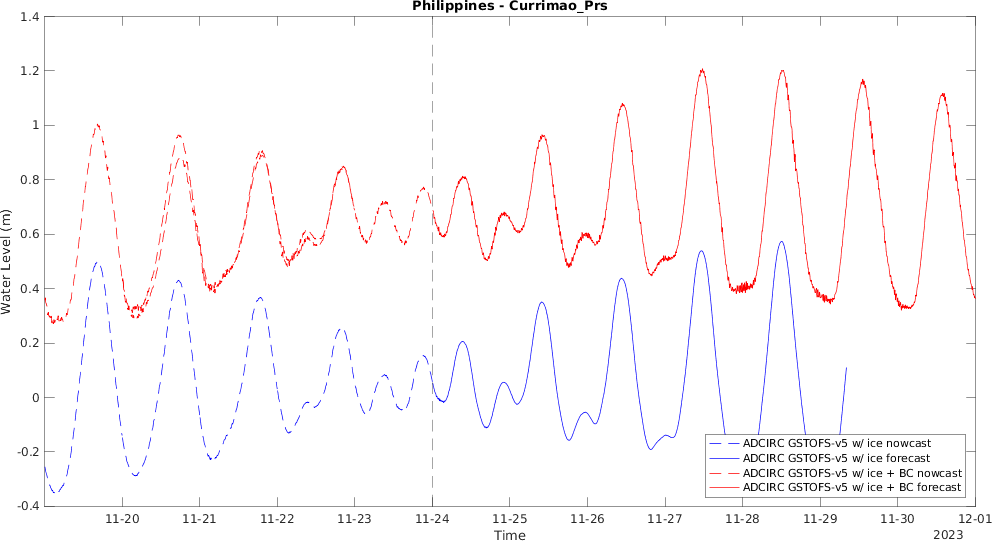 Philippines - Currimao_Prs
Water Level (m)
1.4
1.2
1
0.8
0.6
0.4
0.2
0
-0.2
-0.4
ADCIRC GSTOFS-v5 w/ ice nowcast
ADCIRC GSTOFS-v5 w/ ice forecast
ADCIRC GSTOFS-v5 w/ ice + BC nowcast
ADCIRC GSTOFS-v5 w/ ice + BC forecast
11-20 11-21 11-22 11-23 11-24 11-25 11-26 11-27 11-28 11-29 11-30 12-01
Time
2023